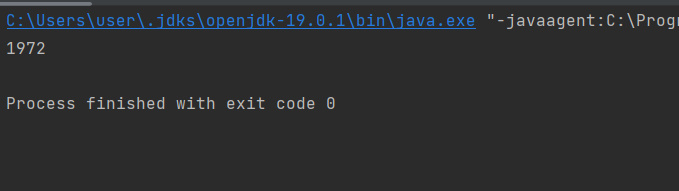 C:\Users\user\.jdks\openjdk-19.0.1\bin\java.exe "-javaagent:C:\Progr
1972
Process finished with exit code 0